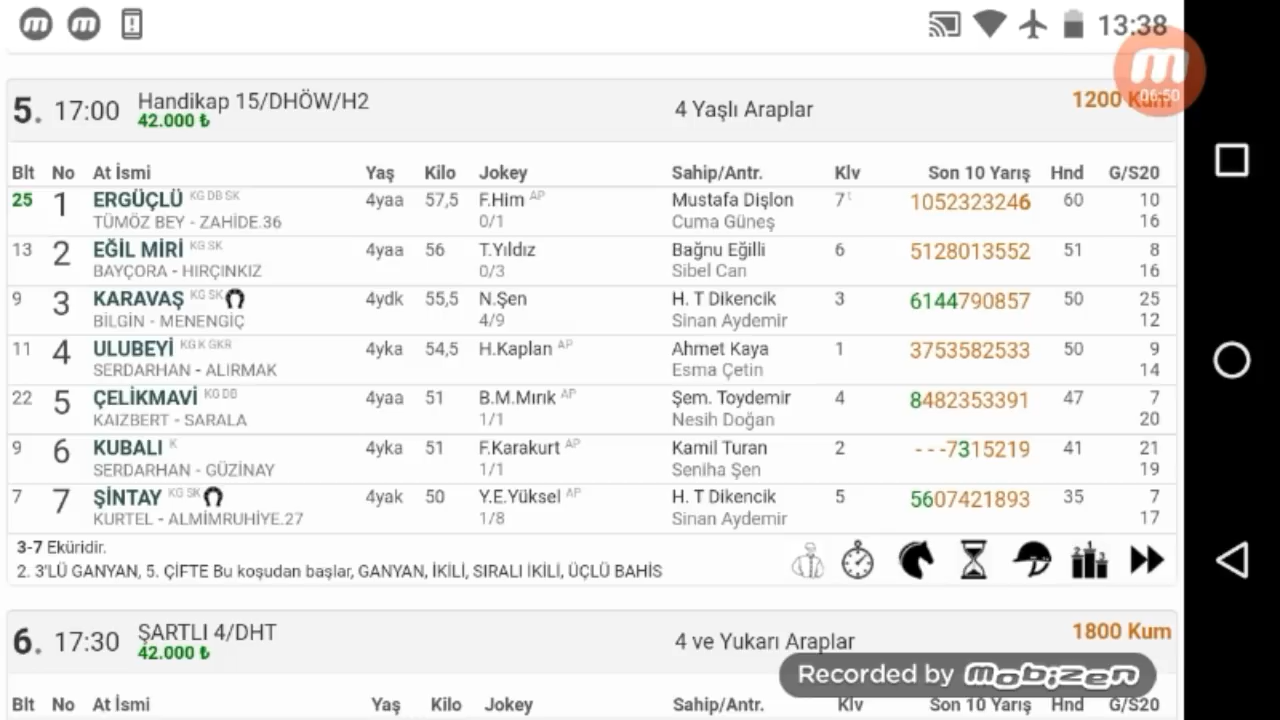 13:38
06:50
5. 17:00 Handikap 15/DHÖW/H2 4 Yaşlı Araplar 1200 Kum
42.000 ₺
Blt No At İsmi Yaş Kilo Jokey Sahip/Antr. Klv Son 10 Yarış Hnd G/S20
25 1 ERGÜÇLÜ KG DB SK 4yaa 57,5 F.Him AP Mustafa Dişlon 7 1052323246 60 10
TÜMÖZ BEY - ZAHİDE.36 0/1 Cuma Güneş 16
13 2 EĞİL MİRİ KG SK 4yaa 56 T.Yıldız Bağnu Eğilli 6 5128013552 51 8
BAYÇORA - HIRÇINKIZ 0/3 Sibel Can 16
9 3 KARAVAŞ KG SK 4ydk 55,5 N.Şen H. T Dikencik 3 6144790857 50 25
BİLGİN - MENENGİÇ 4/9 Sinan Aydemir 12
11 4 ULUBEYİ KG K GKR 4yka 54,5 H.Kaplan AP Ahmet Kaya 1 3753582533 50 9
SERDARHAN - ALIRMAK Esma Çetin 14
22 5 ÇELİKMAVİ KG DB 4yaa 51 B.M.Mırık AP Şem. Toydemir 4 8482353391 47 7
KAIZBERT - SARALA 1/1 Nesih Doğan 20
9 6 KUBALI K 4yka 51 F.Karakurt AP Kamil Turan 2 - - -7315219 41 21
SERDARHAN - GÜZİNAY 1/1 Seniha Şen 19
7 7 ŞİNTAY KG SK 4yak 50 Y.E.Yüksel AP H. T Dikencik 5 5607421893 35 7
KURTEL - ALMİMRUHİYE.27 1/8 Sinan Aydemir 17
3-7 Eküridir.
2. 3'LÜ GANYAN, 5. ÇİFTE Bu koşudan başlar, GANYAN, İKİLİ, SIRALI İKİLİ, ÜÇLÜ BAHİS
6. 17:30 ŞARTLI 4/DHT 4 ve Yukarı Araplar 1800 Kum
42.000 ₺
Recorded by mobizen
Blt No At İsmi Yaş Kilo Jokey Sahip/Antr. Klv Son 10 Yarış Hnd G/S20